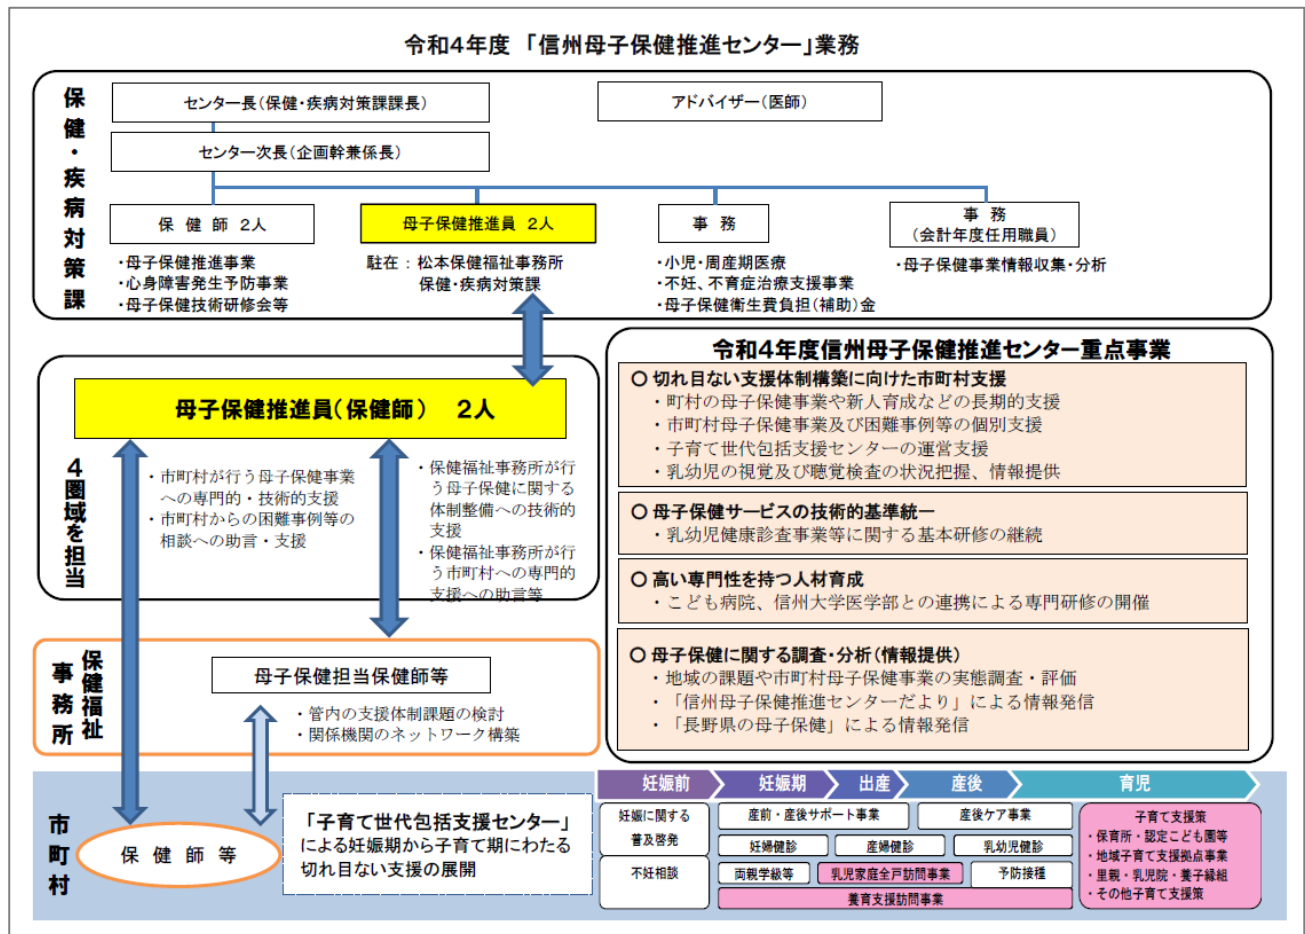 令和4年度 「信州母子保健推進センター」業務
保健・疾病対策課
センター長(保健・疾病対策課課長)
アドバイザー(医師)
センター次長(企画幹兼係長)
保 健 師 2人
・母子保健推進事業
・心身障害発生予防事業
・母子保健技術研修会等
母子保健推進員 2人
駐在 : 松本保健福祉事務所
保健・疾病対策課
事 務
・小児・周産期医療
・不妊、不育症治療支援事業
・母子保健衛生費負担(補助)金
事 務
(会計年度任用職員)
・母子保健事業情報収集・分析
4圏域を担当
母子保健推進員(保健師) 2人
・市町村が行う母子保健事業
への専門的・技術的支援
・市町村からの困難事例等の
相談への助言・支援
・保健福祉事務所が行
う母子保健に関する
体制整備への技術的
支援
・保健福祉事務所が行
う市町村への専門的
支援への助言等
令和4年度信州母子保健推進センター重点事業
○ 切れ目ない支援体制構築に向けた市町村支援
・町村の母子保健事業や新人育成などの長期的支援
・市町村母子保健事業及び困難事例等の個別支援
・子育て世代包括支援センターの運営支援
・乳幼児の視覚及び聴覚検査の状況把握、情報提供
○ 母子保健サービスの技術的基準統一
・乳幼児健康診査事業等に関する基本研修の継続
○ 高い専門性を持つ人材育成
・こども病院、信州大学医学部との連携による専門研修の開催
○ 母子保健に関する調査・分析(情報提供)
・地域の課題や市町村母子保健事業の実態調査・評価
・「信州母子保健推進センターだより」による情報発信
・「長野県の母子保健」による情報発信
保健福祉
事務所
母子保健担当保健師等
・管内の支援体制課題の検討
・関係機関のネットワーク構築
市町村
保 健 師 等
「子育て世代包括支援センター」
による妊娠期から子育て期にわたる
切れ目ない支援の展開
妊娠前
妊娠期
出産
産後
育児
妊娠に関する
普及啓発
不妊相談
産前・産後サポート事業
産後ケア事業
妊婦健診
産婦健診
乳幼児健診
両親学級等
乳児家庭全戸訪問事業
予防接種
養育支援訪問事業
子育て支援策
・保育所・認定こども園等
・地域子育て支援拠点事業
・里親・乳児院・養子縁組
・その他子育て支援策